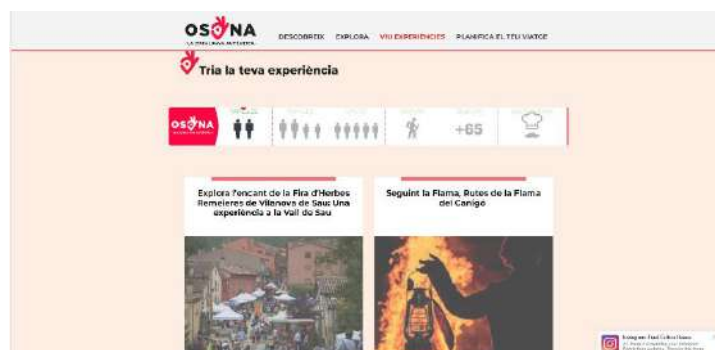 OSONA
DESCOBREIX EXPLORA VIU EXPERIÈNCIES PLANIFICA EL TEU VIATGE
Tria la teva experiència
OSONA
+65
Explora l'encant de la Fira d'Herbes
Remeieres de Vilanova de Sau: Una
experiència a la Vall de Sau
Seguint la Flama, Rutes de la Flama
del Canigó